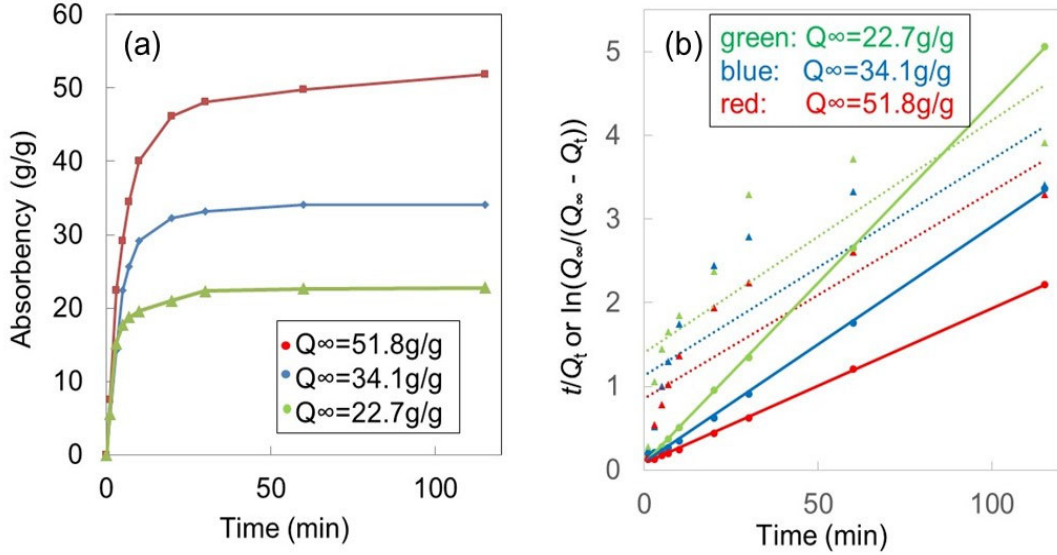 (a)
60
50
40
30
20
10
0
Absorbency (g/g)
Q∞=51.8g/g
Q∞=34.1g/g
Q∞=22.7g/g
0
50
100
Time (min)
(b)
green: Q∞=22.7g/g
blue: Q∞=34.1g/g
red: Q∞=51.8g/g
5
4
3
2
1
0
t/Qt or ln(Q∞/(Q∞ - Qt))
0
50
100
Time (min)